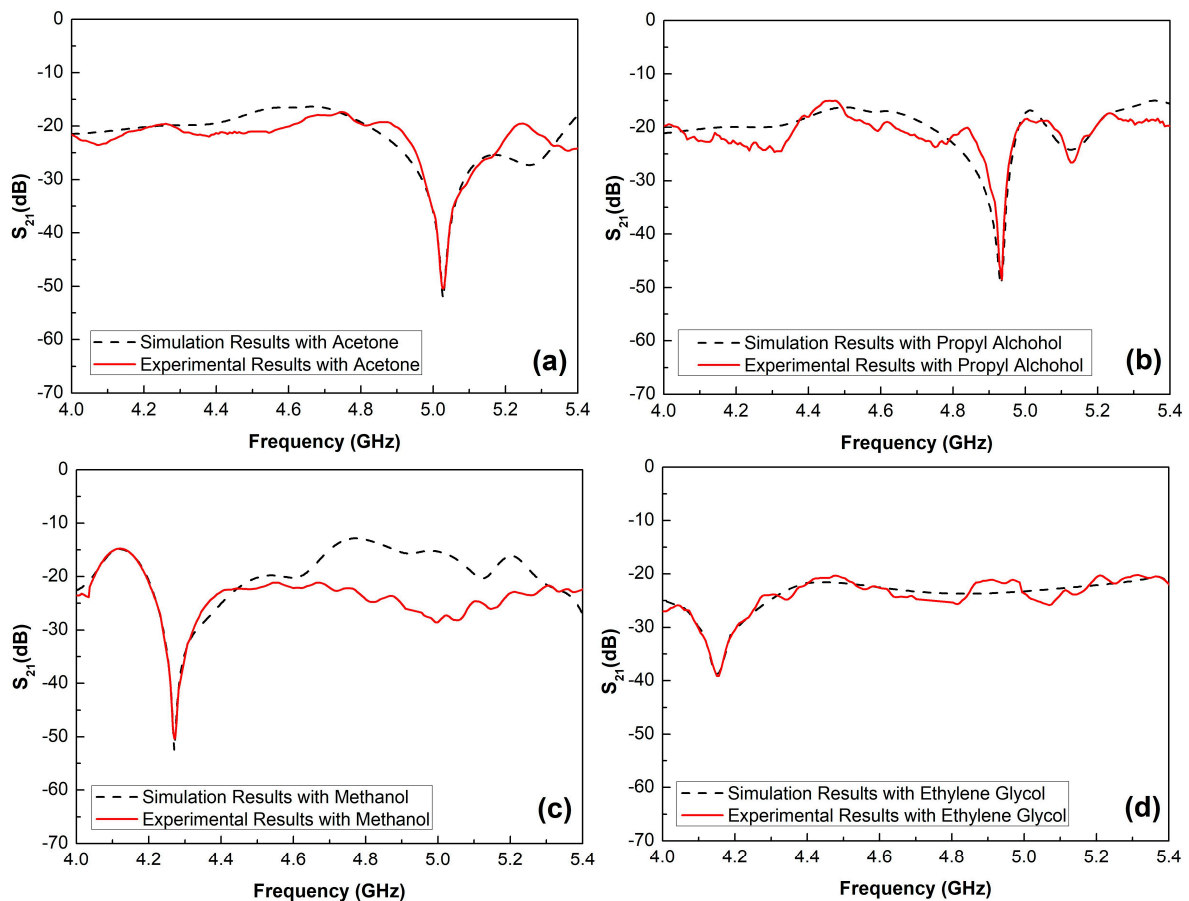 0
-10
-20
-30
-40
-50
-60
-70
S21(dB)
Simulation Results with Acetone
Experimental Results with Acetone
(a)
4.0 4.2 4.4 4.6 4.8 5.0 5.2 5.4
Frequency (GHz)
0
-10
-20
-30
-40
-50
-60
-70
S21(dB)
Simulation Results with Propyl Alchohol
Experimental Results with Propyl Alchohol
(b)
4.0 4.2 4.4 4.6 4.8 5.0 5.2 5.4
Frequency (GHz)
0
-10
-20
-30
-40
-50
-60
-70
S21(dB)
Simulation Results with Methanol
Experimental Results with Methanol
(c)
4.0 4.2 4.4 4.6 4.8 5.0 5.2 5.4
Frequency (GHz)
0
-10
-20
-30
-40
-50
-60
-70
S21(dB)
Simulation Results with Ethylene Glycol
Experimental Results with Ethylene Glycol
(d)
4.0 4.2 4.4 4.6 4.8 5.0 5.2 5.4
Frequency (GHz)